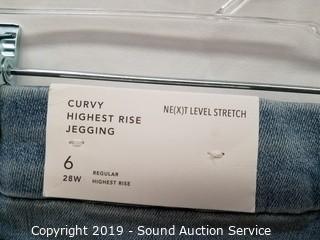 CURVY
HIGHEST RISE
JEGGING
NE(X)T LEVEL STRETCH
6
REGULAR
28W
HIGHEST RISE
Copyright © 2019 - Sound Auction Service